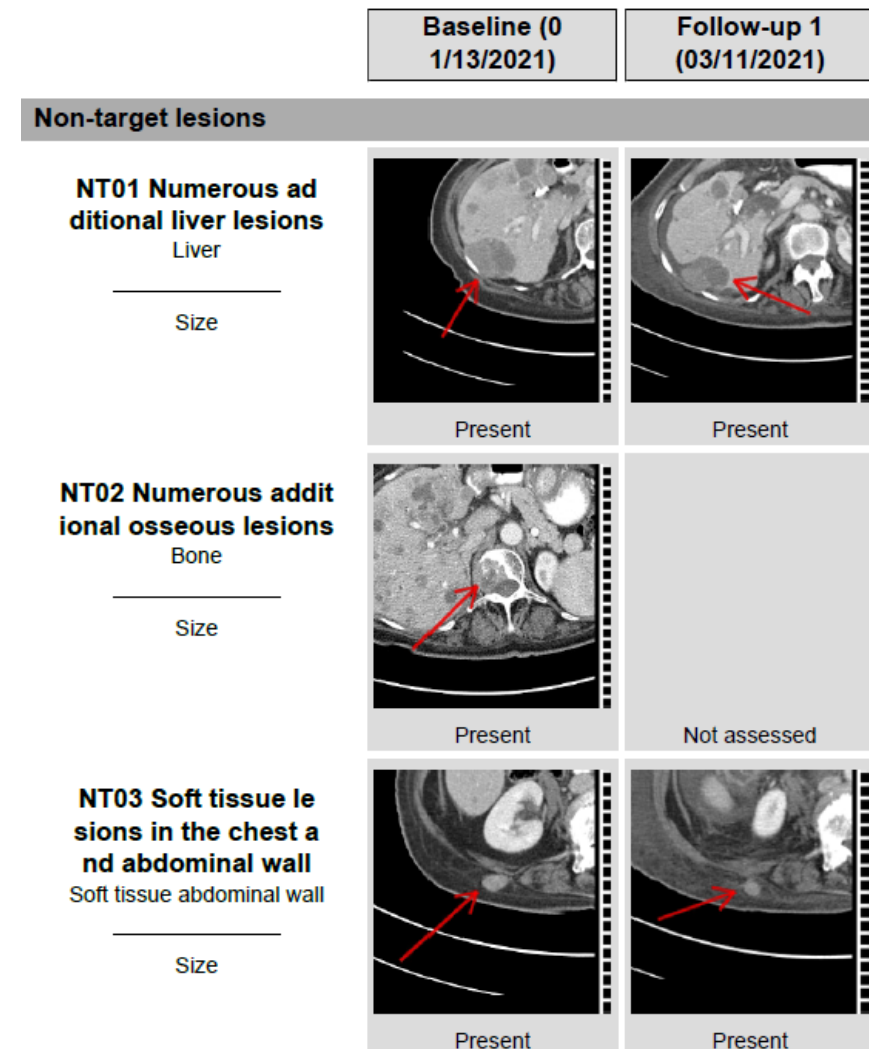 Baseline (0
1/13/2021)
Follow-up 1
(03/11/2021)
Non-target lesions
NT01 Numerous ad
ditional liver lesions
Liver
Size
Present
Present
NT02 Numerous addit
ional osseous lesions
Bone
Size
Present
Not assessed
NT03 Soft tissue le
sions in the chest a
nd abdominal wall
Soft tissue abdominal wall
Size
Present
Present